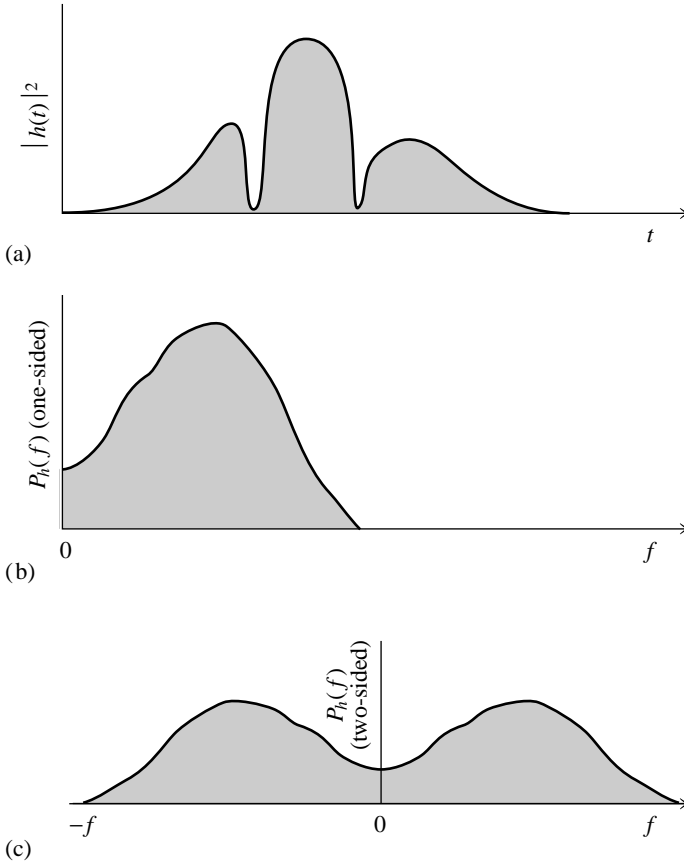 |h(t)|²
t
(a)
P_h(f) (one-sided)
0
f
(b)
P_h(f)
(two-sided)
−f
0
f
(c)